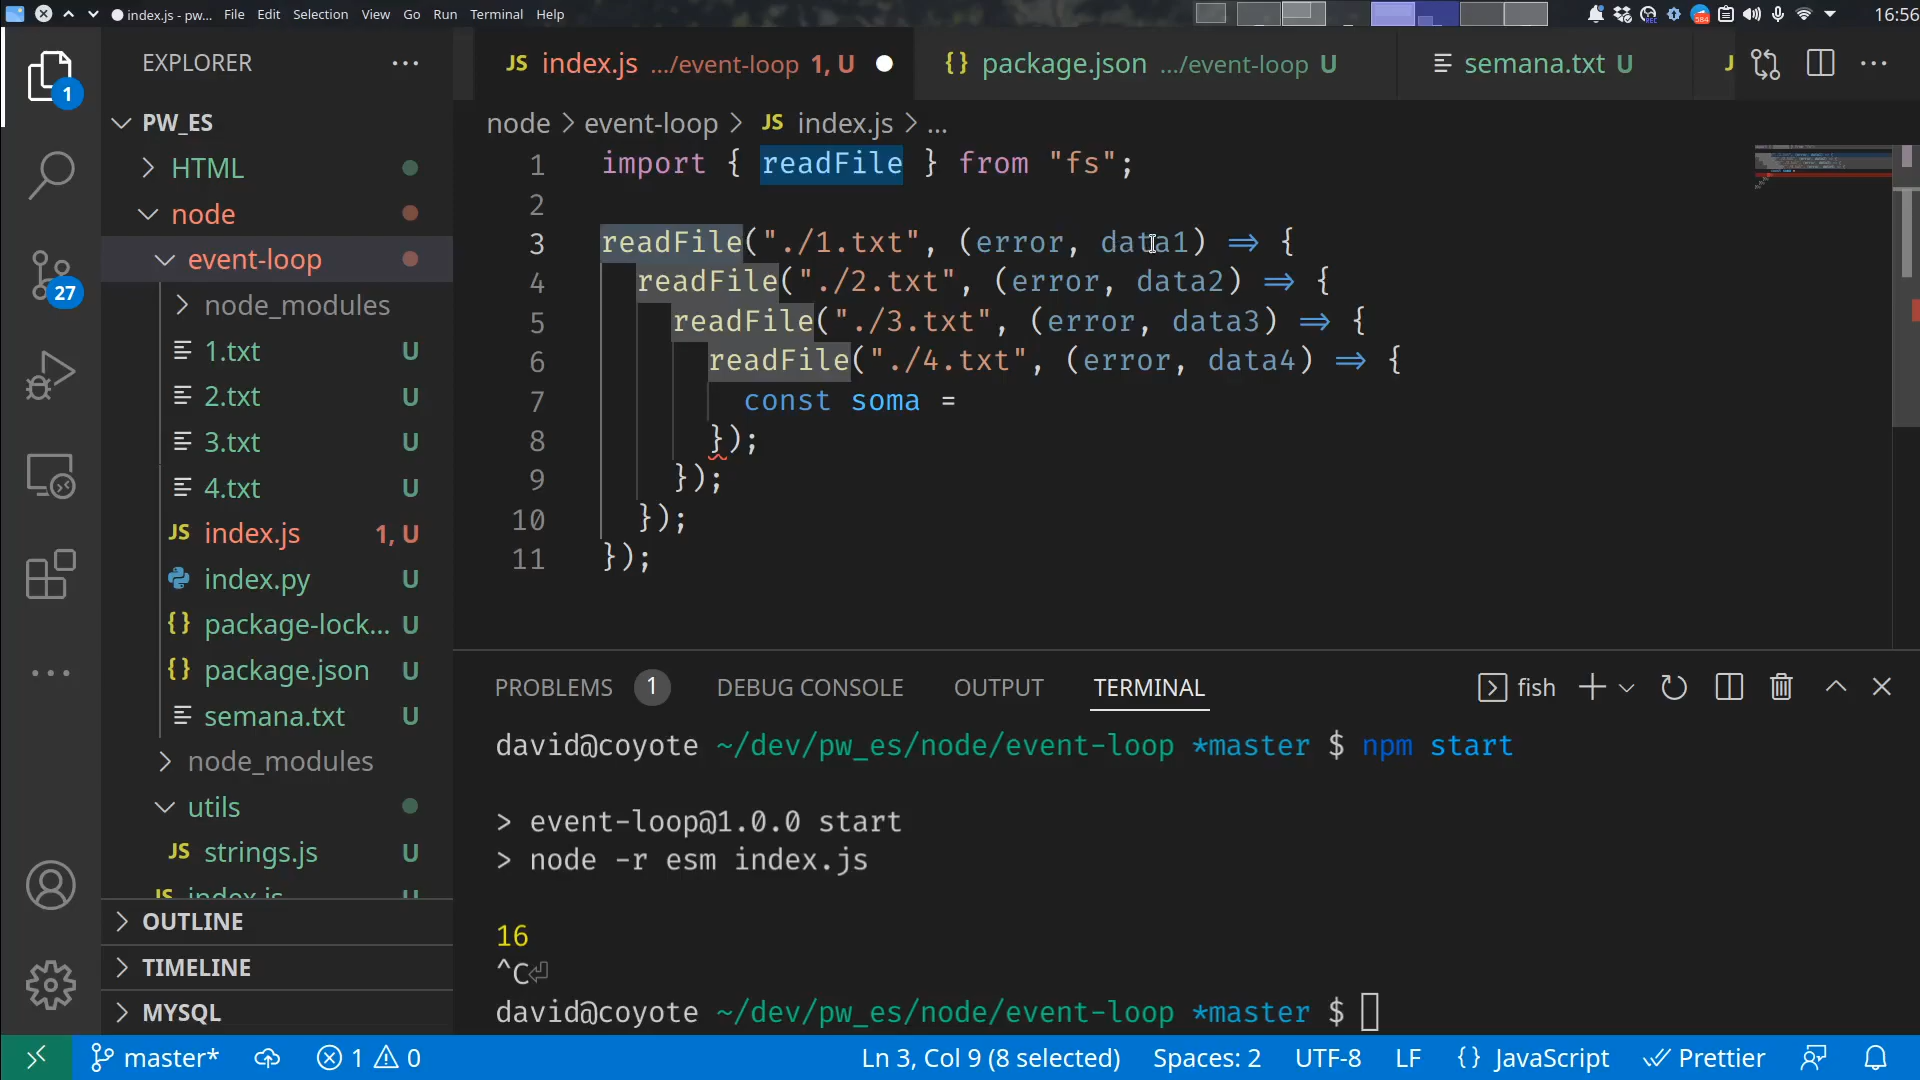 index.js - pw... File Edit Selection View Go Run Terminal Help 584 16:56
EXPLORER ...
1
27
PW_ES
HTML
node
event-loop
node_modules
1.txt U
2.txt U
3.txt U
4.txt U
index.js 1, U
index.py U
package-lock... U
package.json U
semana.txt U
node_modules
utils
JS strings.js U
JS index.js U
OUTLINE
TIMELINE
MYSQL
JS index.js .../event-loop 1, U
{} package.json .../event-loop U
semana.txt U
node > event-loop > JS index.js > ...
1 import { readFile } from "fs";
2
3 readFile("./1.txt", (error, data1) => {
4 readFile("./2.txt", (error, data2) => {
5 readFile("./3.txt", (error, data3) => {
6 readFile("./4.txt", (error, data4) => {
7 const soma =
8 });
9 });
10 });
11 });
PROBLEMS 1 DEBUG CONSOLE OUTPUT TERMINAL fish
david@coyote ~/dev/pw_es/node/event-loop *master $ npm start
> event-loop@1.0.0 start
> node -r esm index.js
16
^C⏎
david@coyote ~/dev/pw_es/node/event-loop *master $
master* 1 0 Ln 3, Col 9 (8 selected) Spaces: 2 UTF-8 LF {} JavaScript Prettier